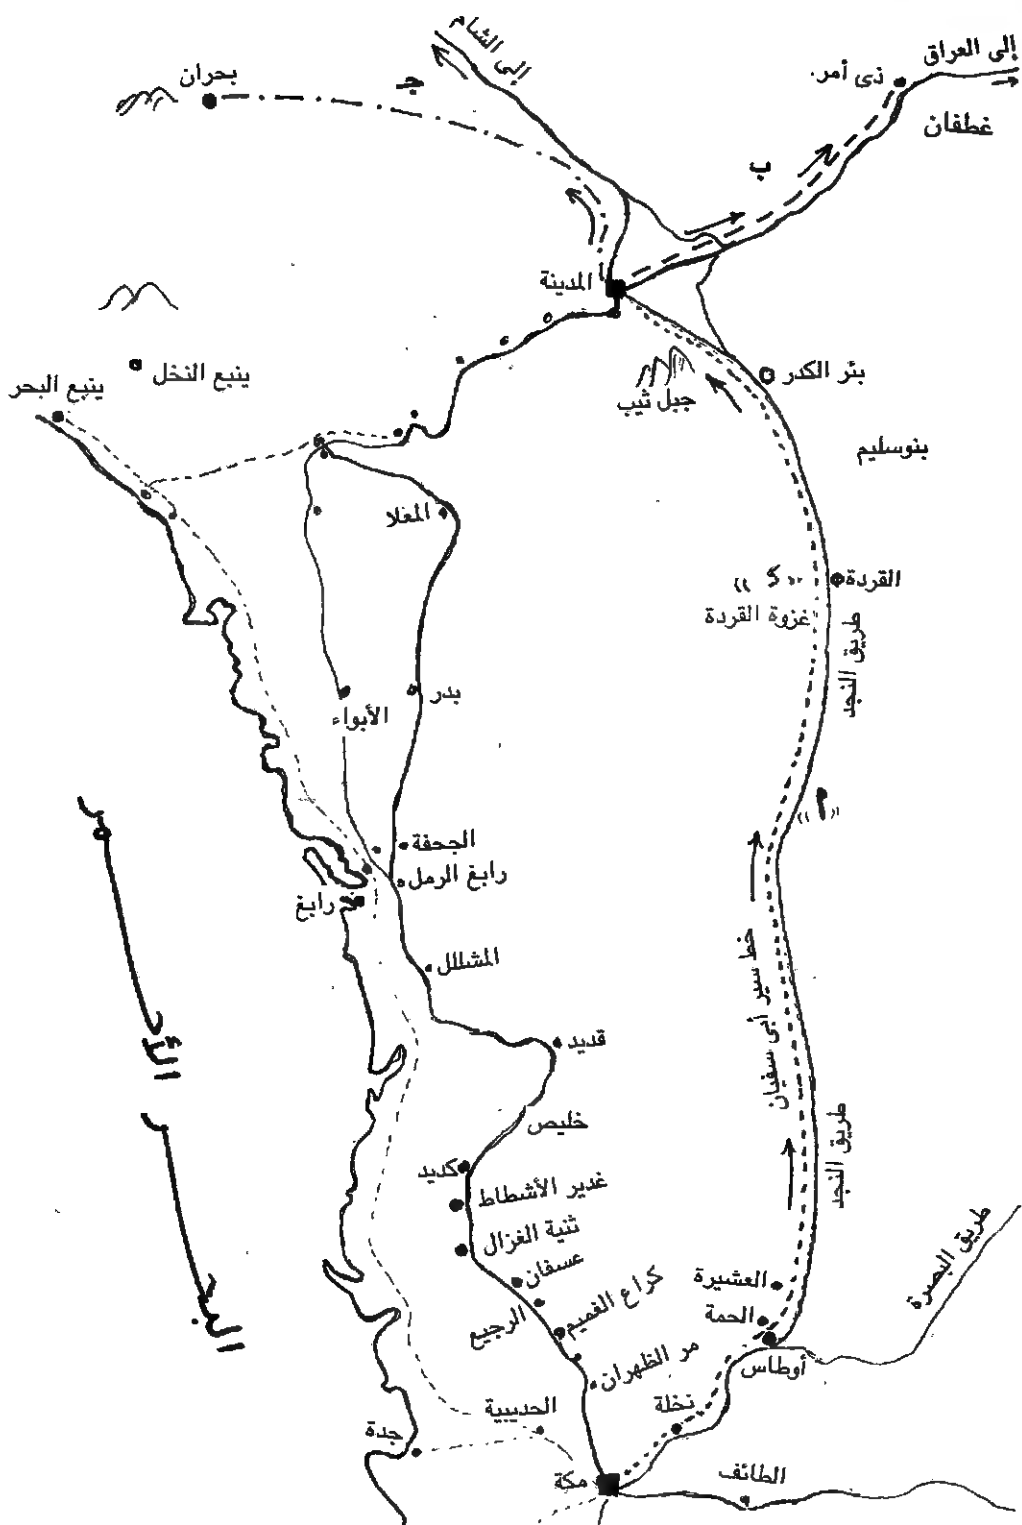 إلى الشام
إلى العراق
ذى أمر
بحران
جـ
غطفان
ب
المدينة
أ
ينبع النخل
ينبع البحر
بئر الكدر
جبل ثيب
بنوسليم
المغلا
القردة
« د »
غزوة القردة
طريق النجد
بدر
الأبواء
« أ »
الجحفة
رابغ الرمل
رابغ
المشلل
خط سير أبى سفيان
قديد
خليص
طريق النجد
كديد
غدير الأشطاط
ثنية الغزال
عسفان
كراع الغميم
الرجيع
العشيرة
الحمة
طريق البصرة
مر الظهران
أوطاس
نخلة
الحديبية
جدة
مكة
الطائف
البحر الأحمر